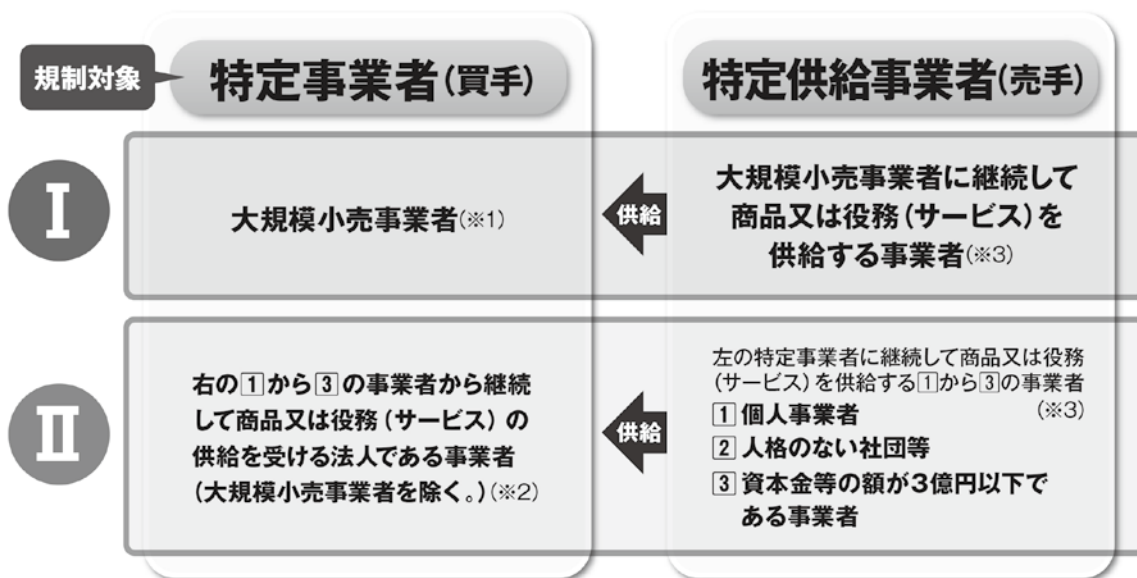 規制対象
特定事業者(買手)
特定供給事業者(売手)
Ⅰ
大規模小売事業者(※1)
供給
大規模小売事業者に継続して
商品又は役務(サービス)を
供給する事業者(※3)
Ⅱ
右の1から3の事業者から継続
して商品又は役務(サービス)の
供給を受ける法人である事業者
(大規模小売事業者を除く。)(※2)
供給
左の特定事業者に継続して商品又は役務
(サービス)を供給する1から3の事業者
(※3)
1 個人事業者
2 人格のない社団等
3 資本金等の額が3億円以下で
ある事業者